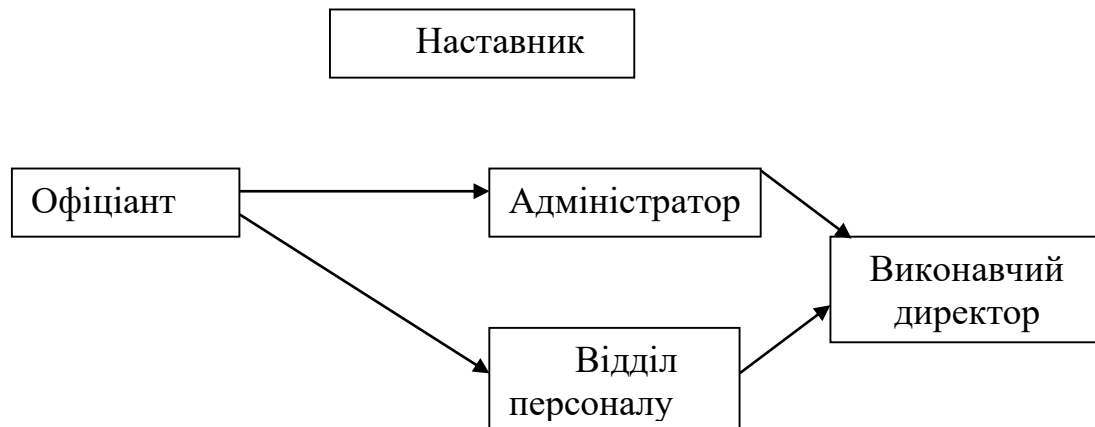 Наставник
Офіціант
Адміністратор
Виконавчий
директор
Відділ
персоналу